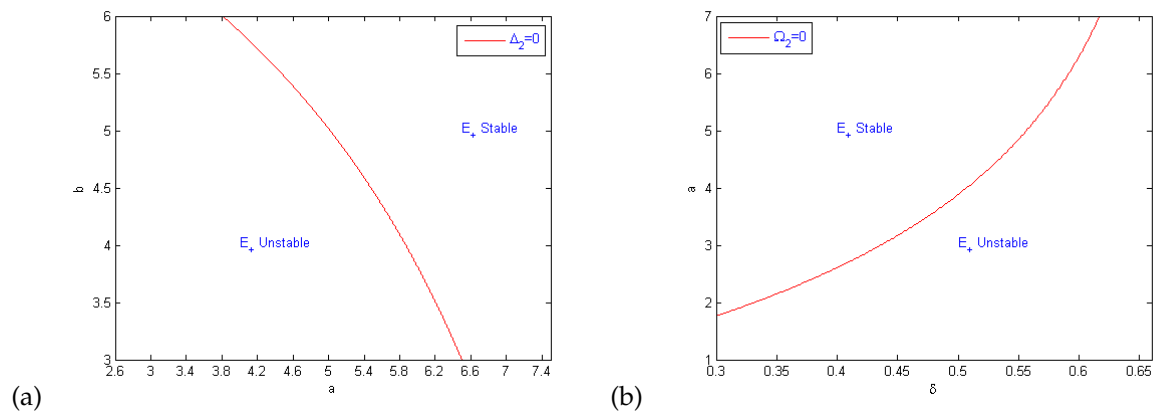 6
5.5
5
4.5
4
3.5
3
b
2.6 3 3.4 3.8 4.2 4.6 5 5.4 5.8 6.2 6.6 7 7.4
a
Δ₂=0
E₊ Stable
E₊ Unstable
(a)
7
6
5
4
3
2
1
a
0.3 0.35 0.4 0.45 0.5 0.55 0.6 0.65
δ
Ω₂=0
E₊ Stable
E₊ Unstable
(b)